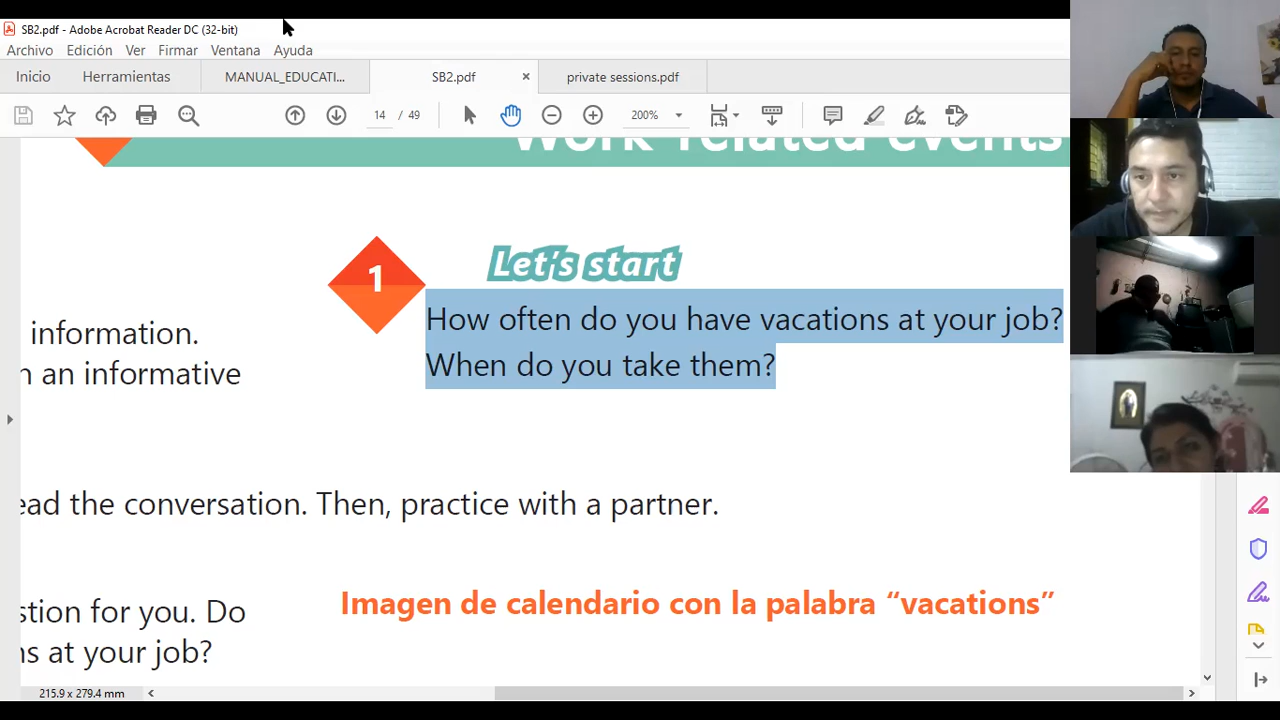 SB2.pdf - Adobe Acrobat Reader DC (32-bit)
Archivo Edición Ver Firmar Ventana Ayuda
Inicio Herramientas MANUAL_EDUCATI... SB2.pdf × private sessions.pdf
14 / 49 200%
Work-related events
1 Let's start
How often do you have vacations at your job?
When do you take them?
information.
an informative
ead the conversation. Then, practice with a partner.
Imagen de calendario con la palabra “vacations”
stion for you. Do
ns at your job?
215.9 x 279.4 mm